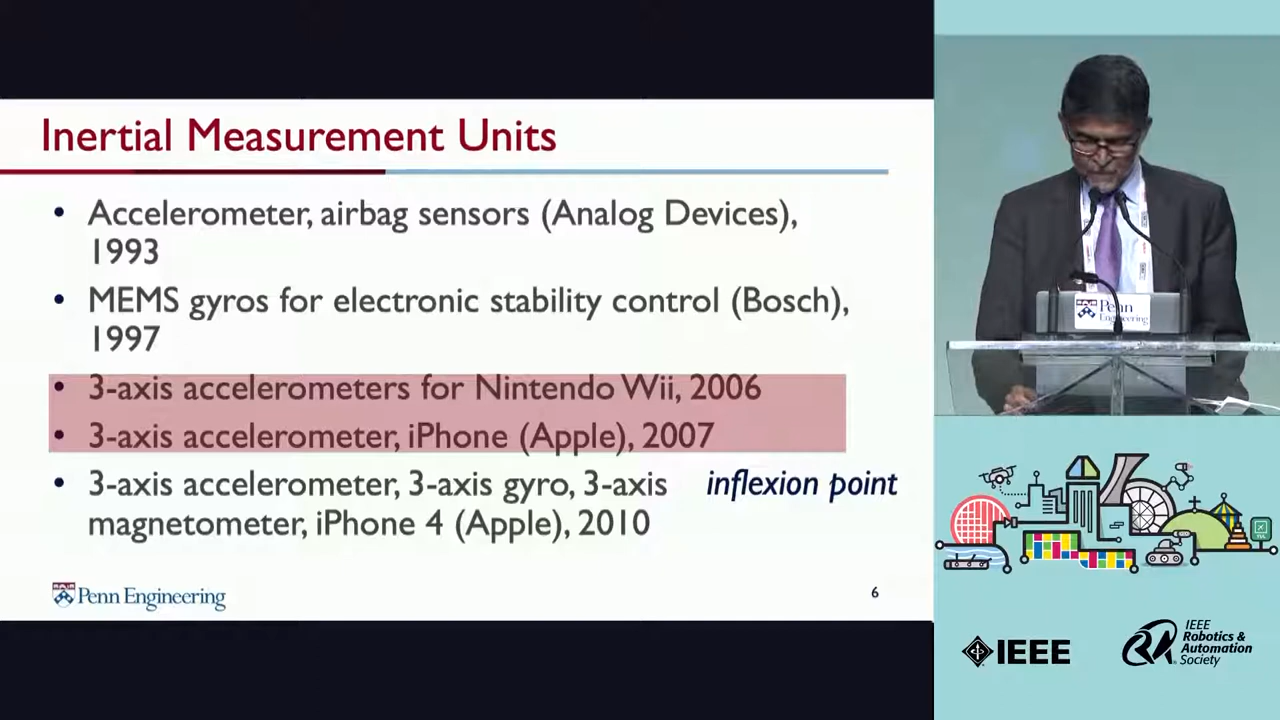 Inertial Measurement Units
• Accelerometer, airbag sensors (Analog Devices),
1993
• MEMS gyros for electronic stability control (Bosch),
1997
• 3-axis accelerometers for Nintendo Wii, 2006
• 3-axis accelerometer, iPhone (Apple), 2007
• 3-axis accelerometer, 3-axis gyro, 3-axis
magnetometer, iPhone 4 (Apple), 2010
inflexion point
Penn Engineering
6
Penn
Engineering
YUL
IEEE
IEEE
Robotics &
Automation
Society